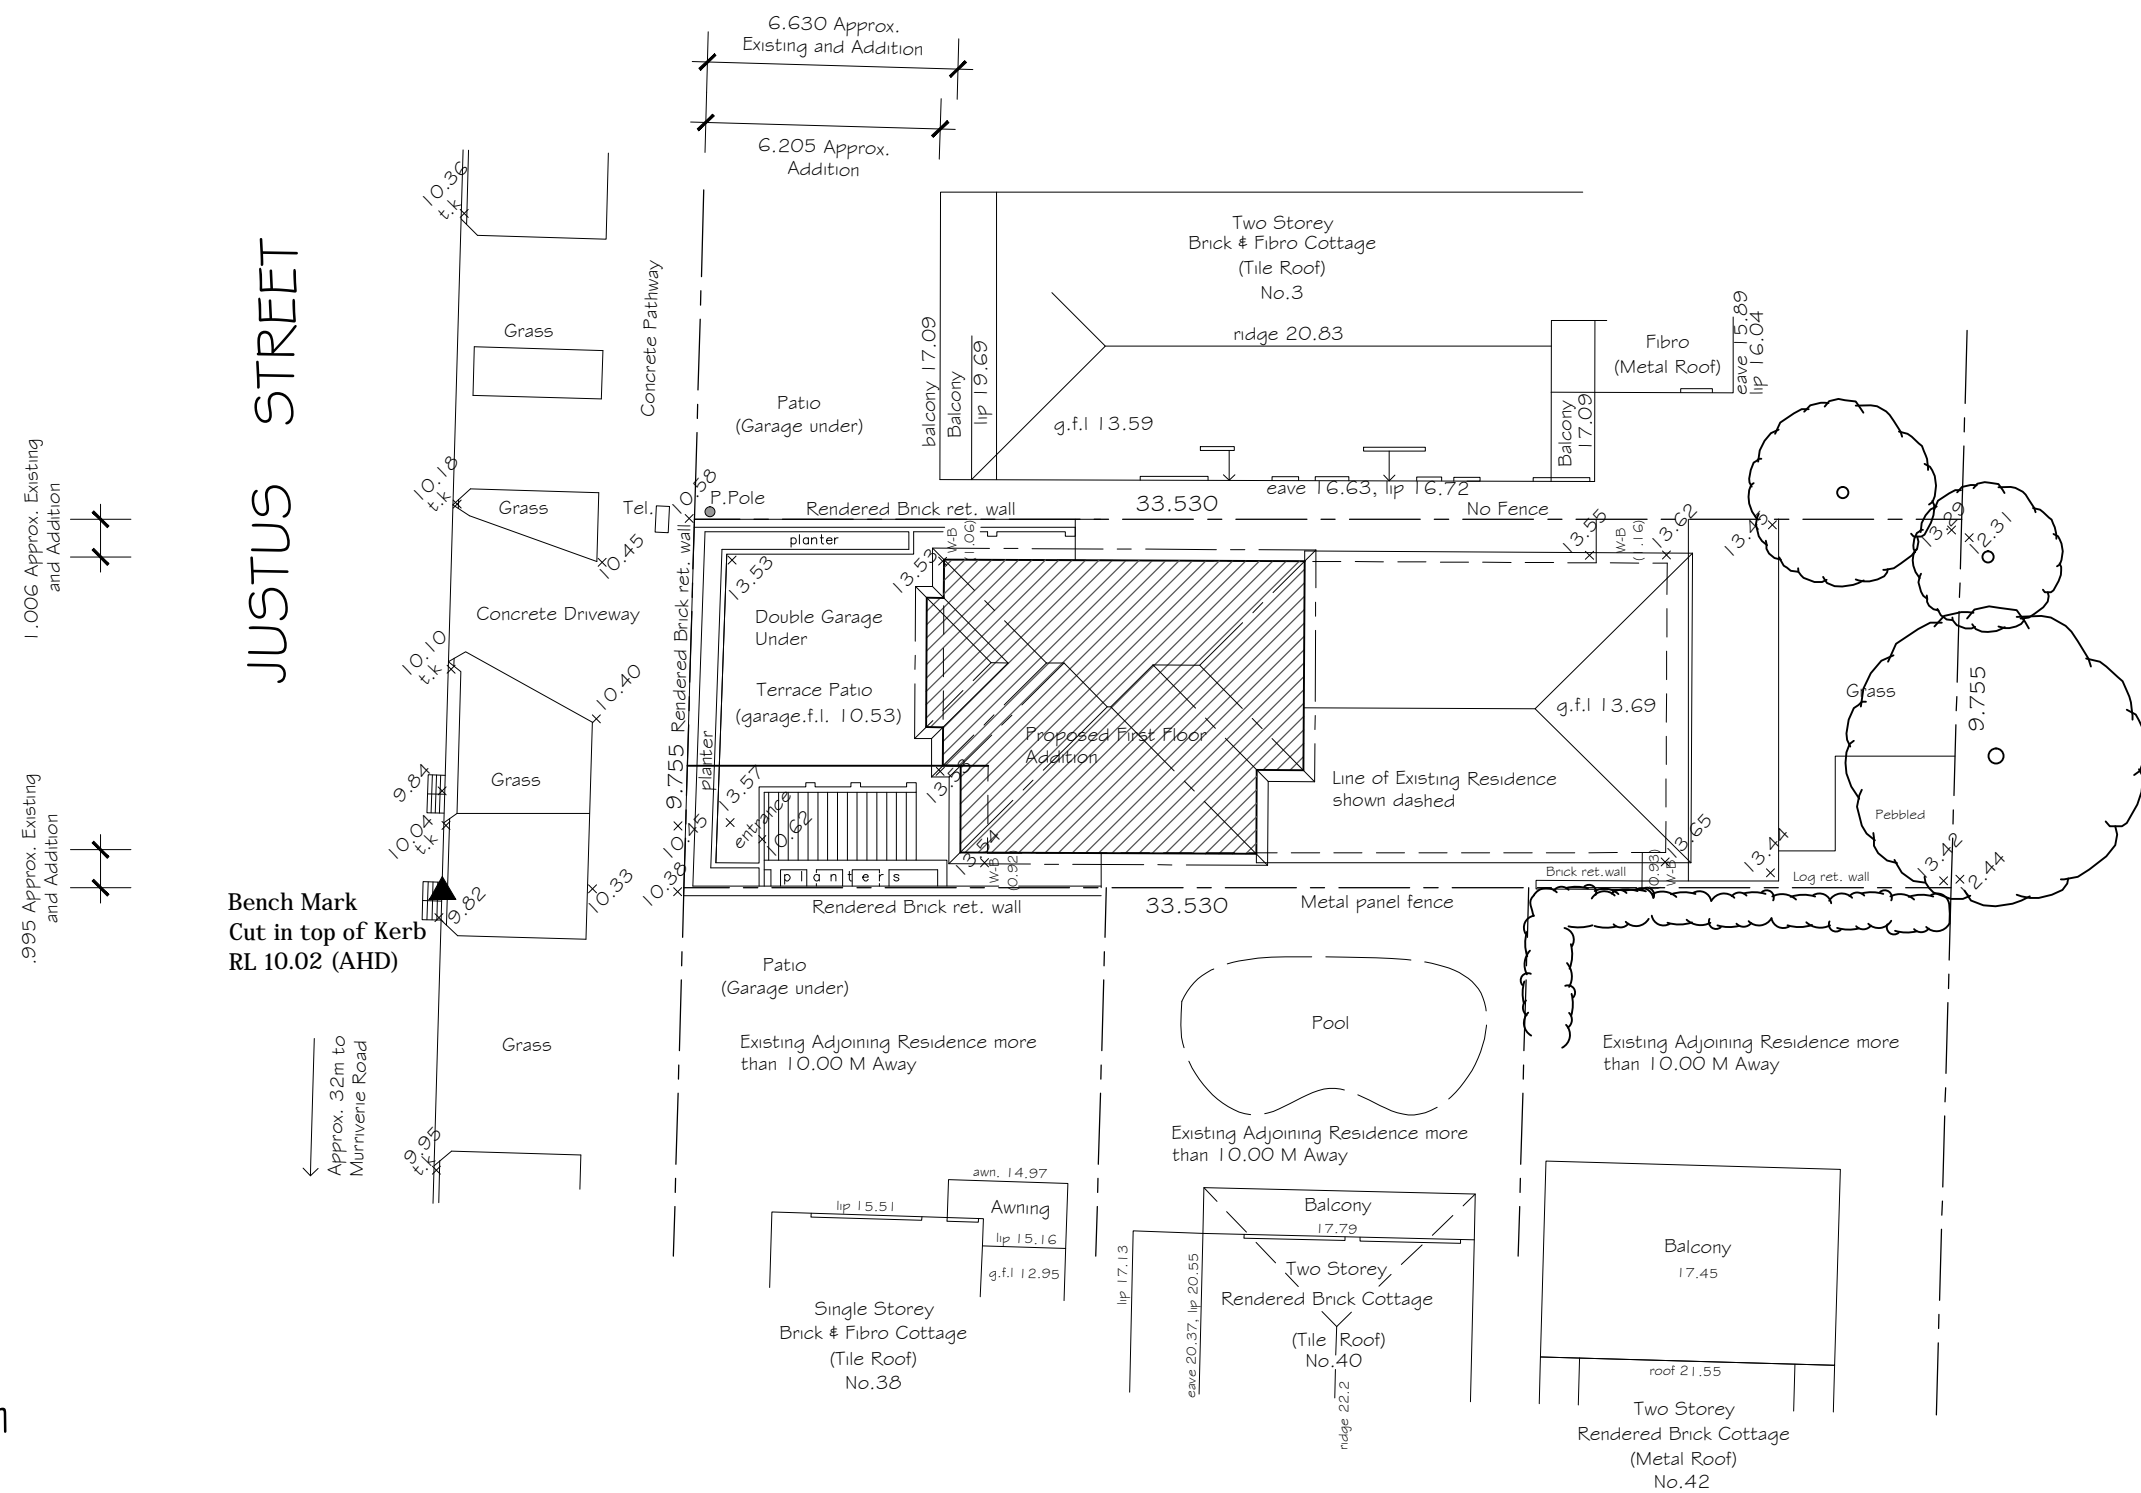 6.630 Approx.
Existing and Addition
6.205 Approx.
Addition
10.36
t.k
JUSTUS STREET
Concrete Pathway
Grass
Patio
(Garage under)
balcony 17.09
Balcony
lip 19.69
Two Storey
Brick & Fibro Cottage
(Tile Roof)
No.3
ridge 20.83
g.f.l 13.59
Fibro
(Metal Roof)
eave 15.89
lip 16.04
Balcony
17.09
eave 16.63, lip 16.72
1.006 Approx. Existing
and Addition
10.18
t.k
Grass
Tel.
10.58
P.Pole
Rendered Brick ret. wall
33.530
No Fence
10.45
planter
13.53
13.53
W-B
(1.06)
13.55
W-B
(1.16)
13.62
13.29
12.31
Concrete Driveway
Rendered Brick ret. wall
9.755
Double Garage
Under
Terrace Patio
(garage.f.l. 10.53)
10.10
t.k
10.40
planter
Proposed First Floor
Addition
g.f.l 13.69
Grass
9.755
Line of Existing Residence
shown dashed
Grass
9.84
10.04
t.k
13.57
entrance
10.62
10.45
13.54
W-B
(0.92)
13.65
(0.93)
W-B
13.44
Pebbled
.995 Approx. Existing
and Addition
Bench Mark
Cut in top of Kerb
RL 10.02 (AHD)
9.82
10.33
10.38
planters
Brick ret.wall
Log ret. wall
13.42
12.44
Rendered Brick ret. wall
33.530
Metal panel fence
Patio
(Garage under)
Pool
Grass
Approx. 32m to
Murriverie Road
Existing Adjoining Residence more
than 10.00 M Away
Existing Adjoining Residence more
than 10.00 M Away
Existing Adjoining Residence more
than 10.00 M Away
9.95
t.k
awn. 14.97
lip 15.51
Awning
lip 15.16
g.f.l 12.95
Single Storey
Brick & Fibro Cottage
(Tile Roof)
No.38
lip 17.13
eave 20.37, lip 20.55
Balcony
17.79
Two Storey
Rendered Brick Cottage
(Tile Roof)
No.40
ridge 22.2
Balcony
17.45
roof 21.55
Two Storey
Rendered Brick Cottage
(Metal Roof)
No.42